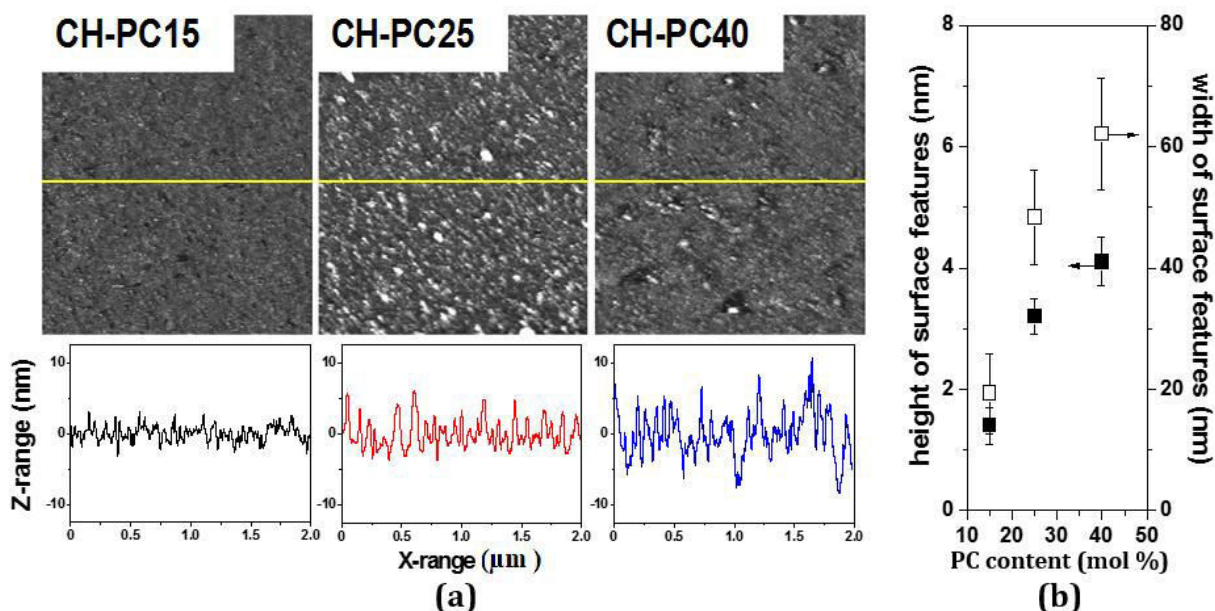 CH-PC15
CH-PC25
CH-PC40
Z-range (nm)
10
0
-10
0 0.5 1.0 1.5 2.0
10
0
-10
0 0.5 1.0 1.5 2.0
10
0
-10
0 0.5 1.0 1.5 2.0
X-range (μm )
(a)
height of surface features (nm)
8
6
4
2
0
10 20 30 40 50
PC content (mol %)
80
60
40
20
0
width of surface features (nm)
(b)